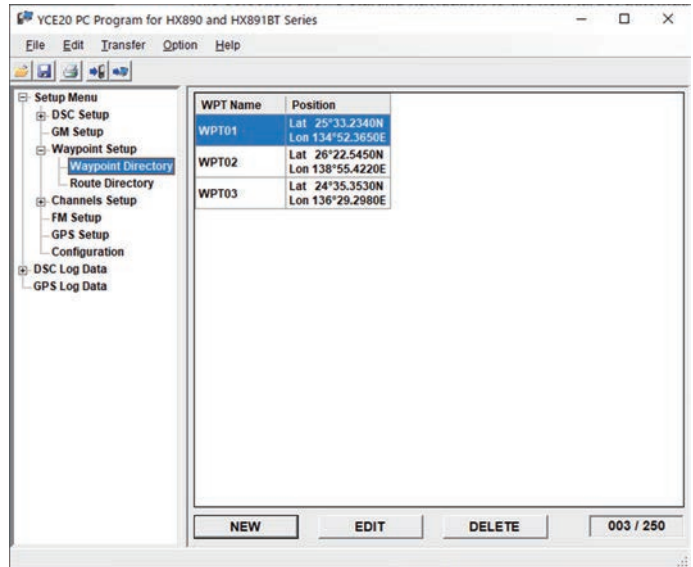 YCE20 PC Program for HX890 and HX891BT Series
File Edit Transfer Option Help
Setup Menu
DSC Setup
GM Setup
Waypoint Setup
Waypoint Directory
Route Directory
Channels Setup
FM Setup
GPS Setup
Configuration
DSC Log Data
GPS Log Data
WPT Name Position
WPT01 Lat 25°33.2340N
Lon 134°52.3650E
WPT02 Lat 26°22.5450N
Lon 138°55.4220E
WPT03 Lat 24°35.3530N
Lon 136°29.2980E
NEW EDIT DELETE 003 / 250